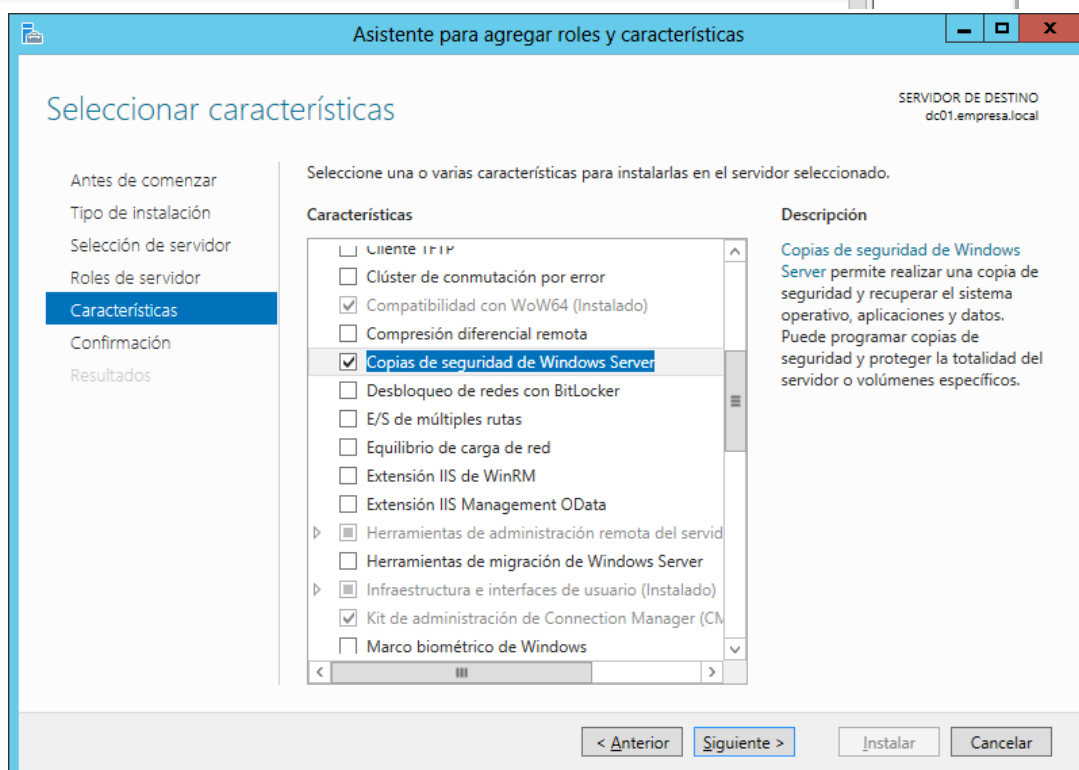 Asistente para agregar roles y características
Seleccionar características
SERVIDOR DE DESTINO
dc01.empresa.local
Antes de comenzar
Tipo de instalación
Selección de servidor
Roles de servidor
Características
Confirmación
Resultados
Seleccione una o varias características para instalarlas en el servidor seleccionado.
Características
Cliente TFTP
Clúster de conmutación por error
Compatibilidad con WoW64 (Instalado)
Compresión diferencial remota
Copias de seguridad de Windows Server
Desbloqueo de redes con BitLocker
E/S de múltiples rutas
Equilibrio de carga de red
Extensión IIS de WinRM
Extensión IIS Management OData
Herramientas de administración remota del servid
Herramientas de migración de Windows Server
Infraestructura e interfaces de usuario (Instalado)
Kit de administración de Connection Manager (CM
Marco biométrico de Windows
Descripción
Copias de seguridad de Windows
Server permite realizar una copia de
seguridad y recuperar el sistema
operativo, aplicaciones y datos.
Puede programar copias de
seguridad y proteger la totalidad del
servidor o volúmenes específicos.
< Anterior
Siguiente >
Instalar
Cancelar